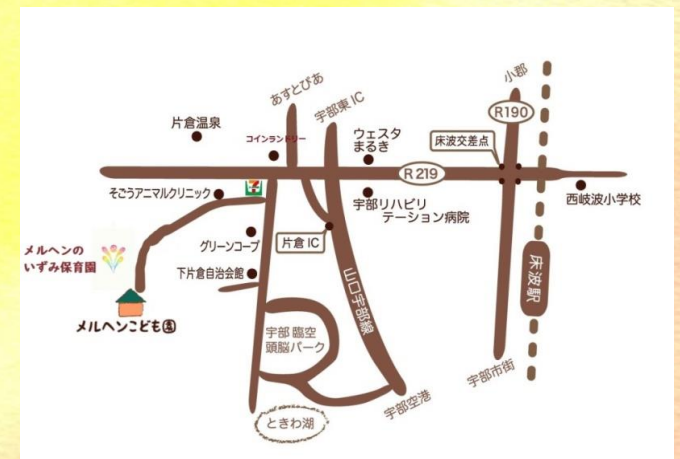 あすとぴあ
宇部東IC
小郡
R190
片倉温泉
コインランドリー
ウェスタ
まるき
床波交差点
R 219
7
そごうアニマルクリニック
宇部リハビリ
テーション病院
西岐波小学校
グリーンコープ
片倉 IC
メルヘンの
いずみ保育園
下片倉自治会館
床波駅
山口宇部線
メルヘンこども園
宇部 臨空
頭脳パーク
宇部市街
宇部空港
ときわ湖